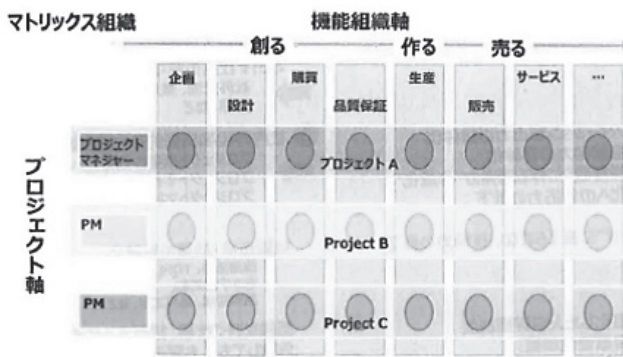 マトリックス組織
機能組織軸
創る
作る
売る
企画
購買
生産
サービス
…
設計
品質保証
販売
プロジェクト軸
プロジェクト
マネジャー
プロジェクト A
PM
Project B
PM
Project C